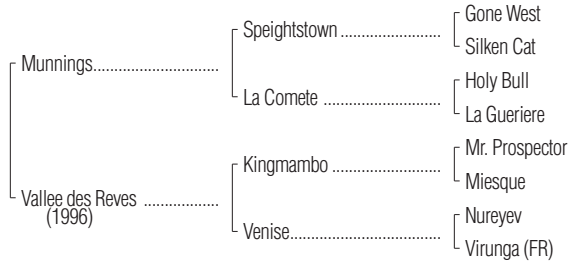 Gone West
Speightstown ........................
Silken Cat
Munnings..............................
Holy Bull
La Comete ............................
La Gueriere
Mr. Prospector
Kingmambo ..........................
Miesque
Vallee des Reves ..................
(1996)
Nureyev
Venise...................................
Virunga (FR)